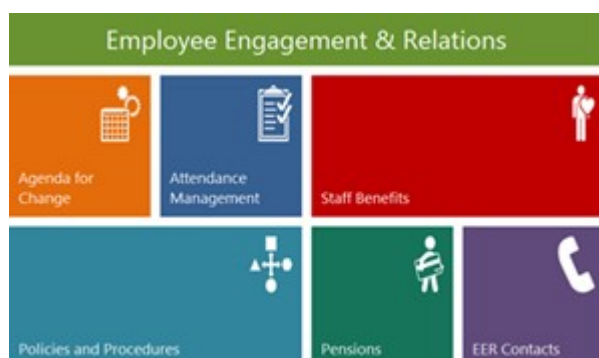 Employee Engagement & Relations
Agenda for
Change
Attendance
Management
Staff Benefits
Policies and Procedures
Pensions
EER Contacts